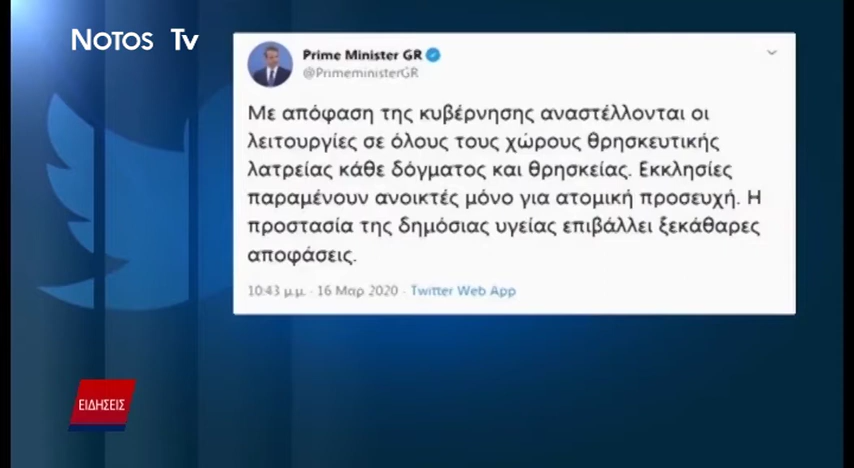 NOTOS TV
Prime Minister GR
@PrimeministerGR
Με απόφαση της κυβέρνησης αναστέλλονται οι
λειτουργίες σε όλους τους χώρους θρησκευτικής
λατρείας κάθε δόγματος και θρησκείας. Εκκλησίες
παραμένουν ανοικτές μόνο για ατομική προσευχή. Η
προστασία της δημόσιας υγείας επιβάλλει ξεκάθαρες
αποφάσεις.
10:43 μ.μ. · 16 Μαρ 2020 · Twitter Web App
ΕΙΔΗΣΕΙΣ